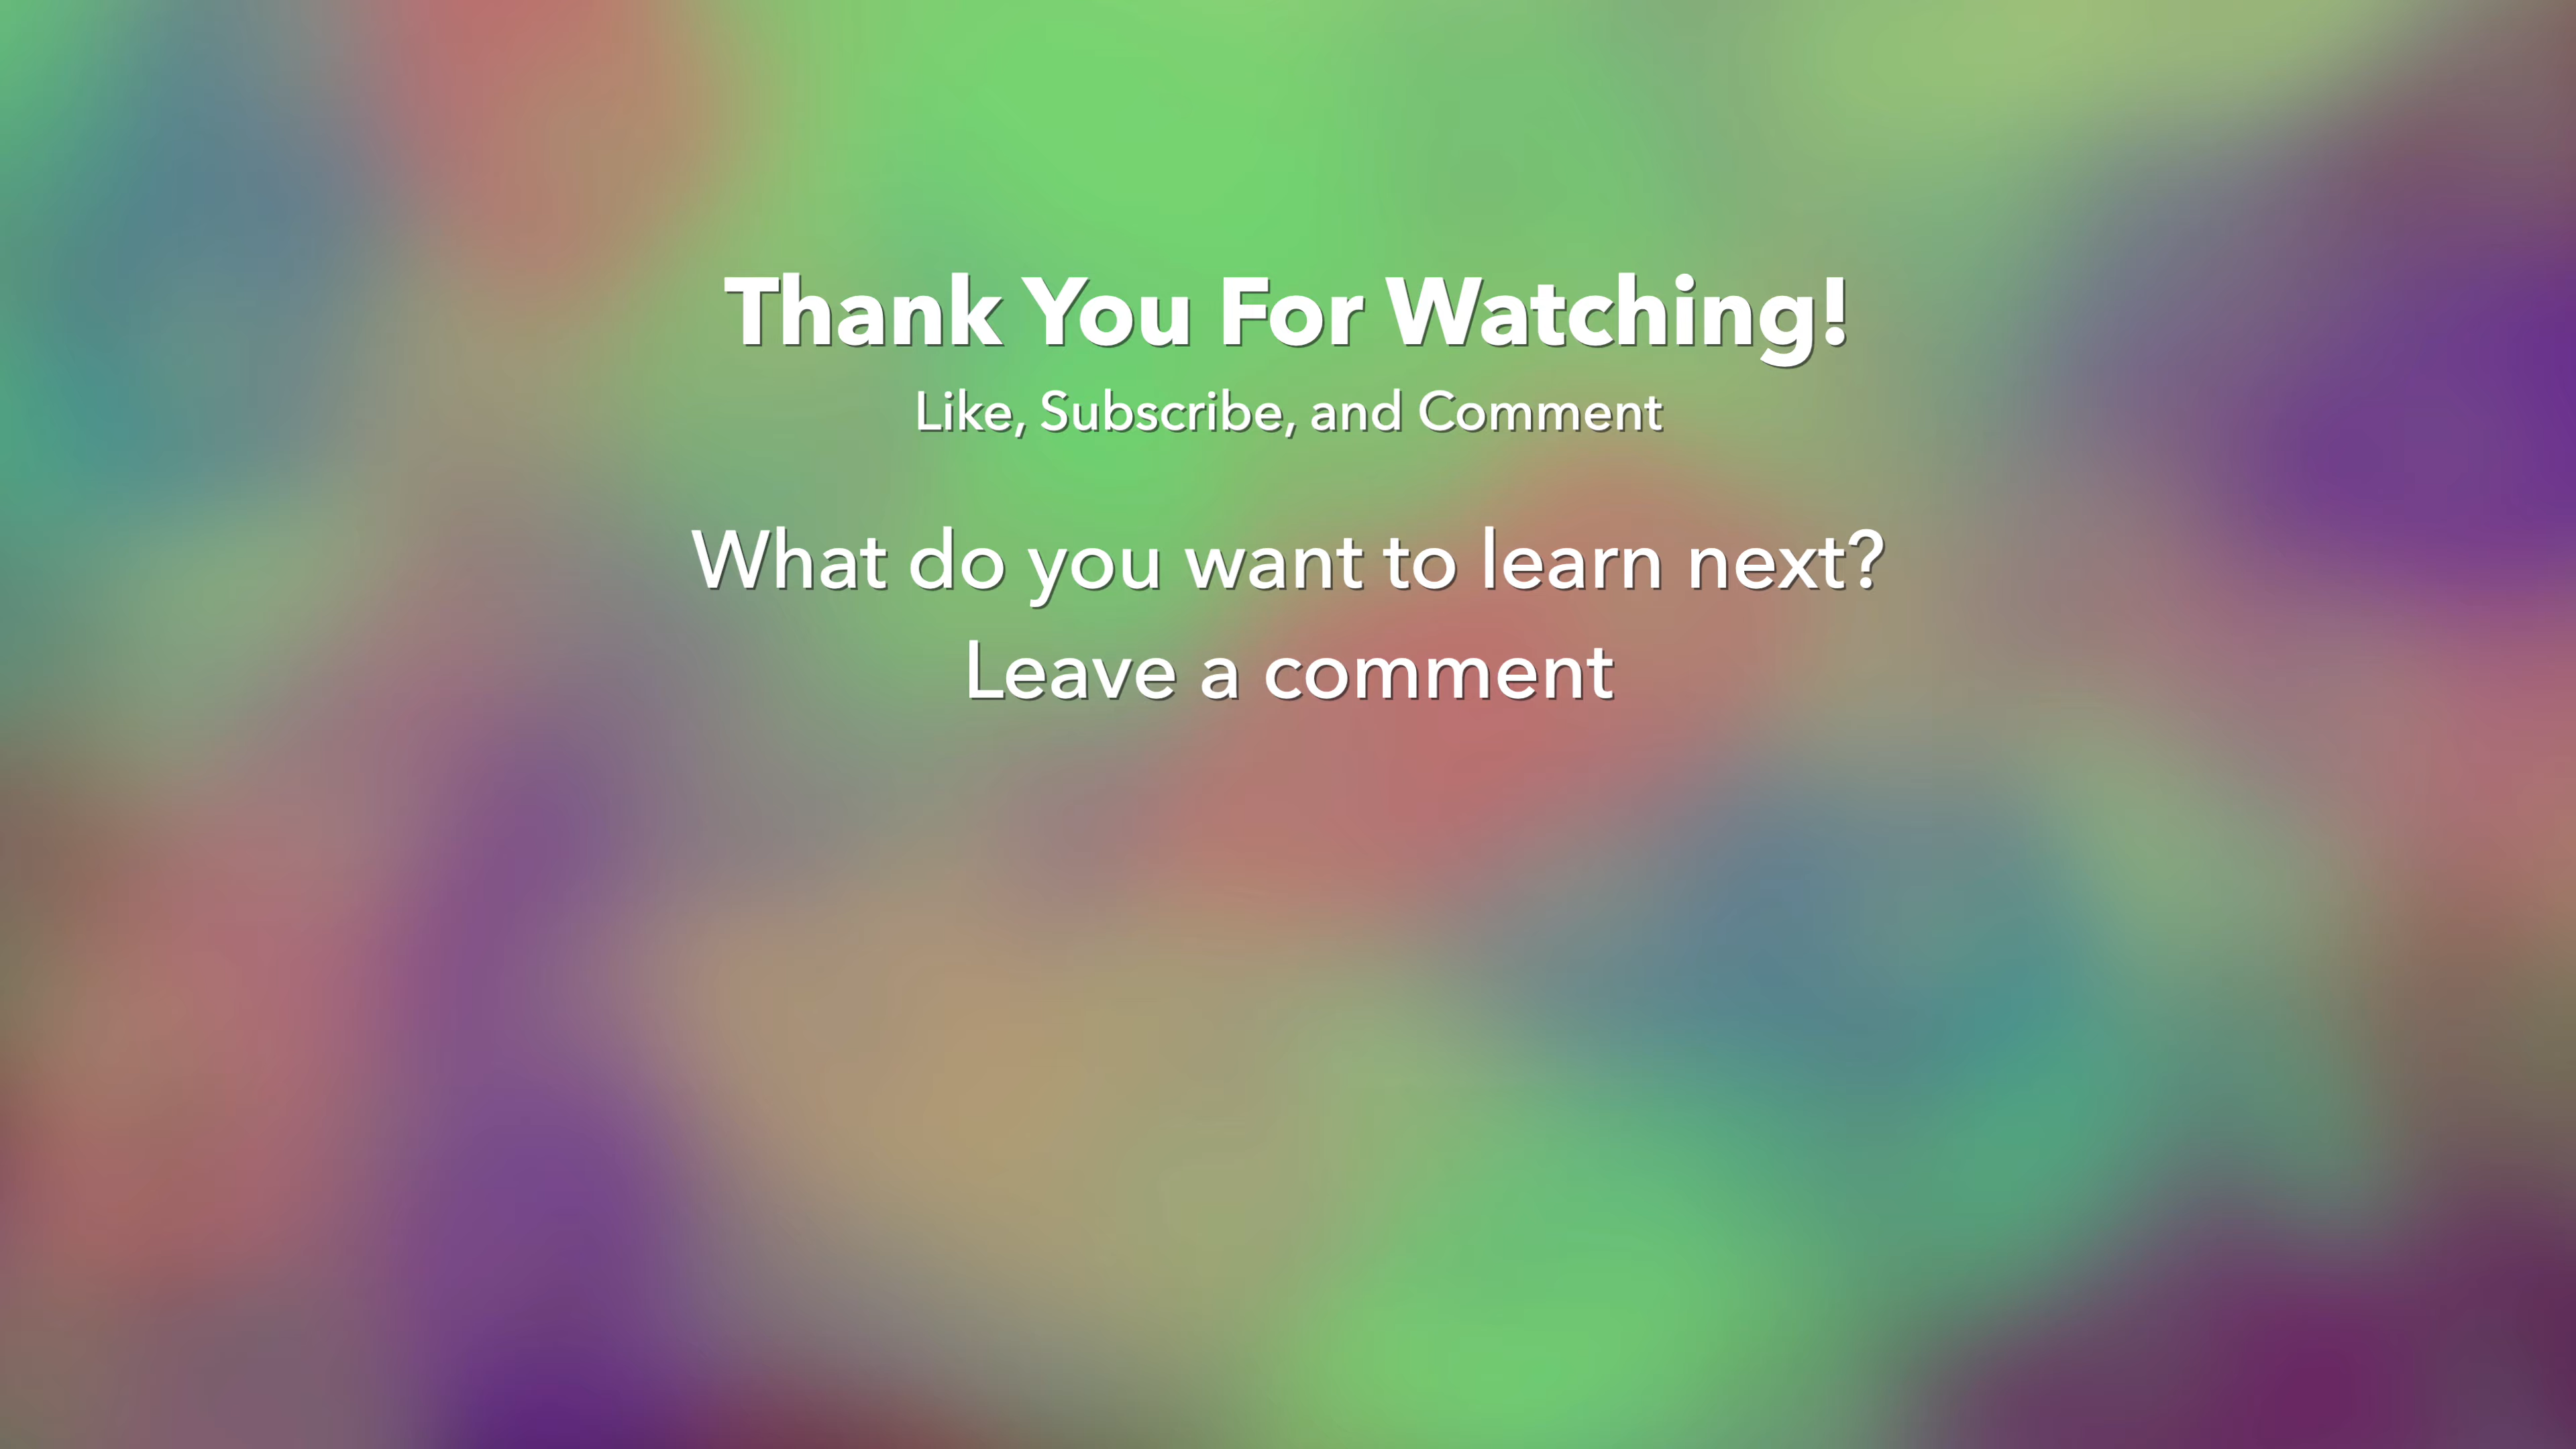 Thank You For Watching!
Like, Subscribe, and Comment
What do you want to learn next?
Leave a comment